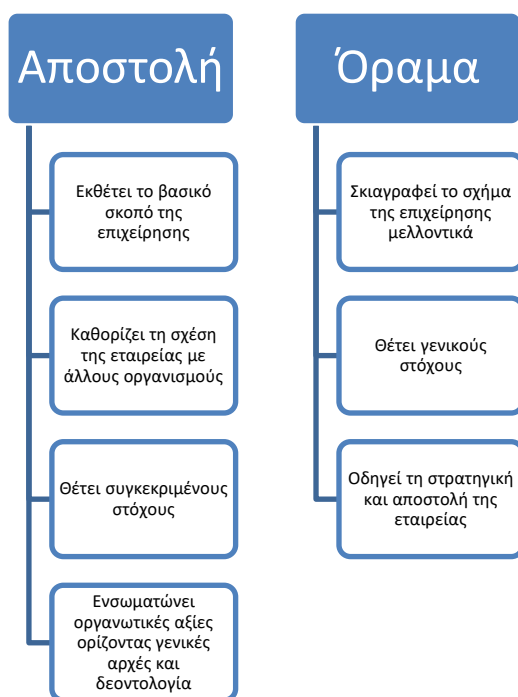 Αποστολή
Εκθέτει το βασικό
σκοπό της
επιχείρησης
Καθορίζει τη σχέση
της εταιρείας με
άλλους οργανισμούς
Θέτει συγκεκριμένους
στόχους
Ενσωματώνει
οργανωτικές αξίες
ορίζοντας γενικές
αρχές και
δεοντολογία
Όραμα
Σκιαγραφεί το σχήμα
της επιχείρησης
μελλοντικά
Θέτει γενικούς
στόχους
Οδηγεί τη στρατηγική
και αποστολή της
εταιρείας